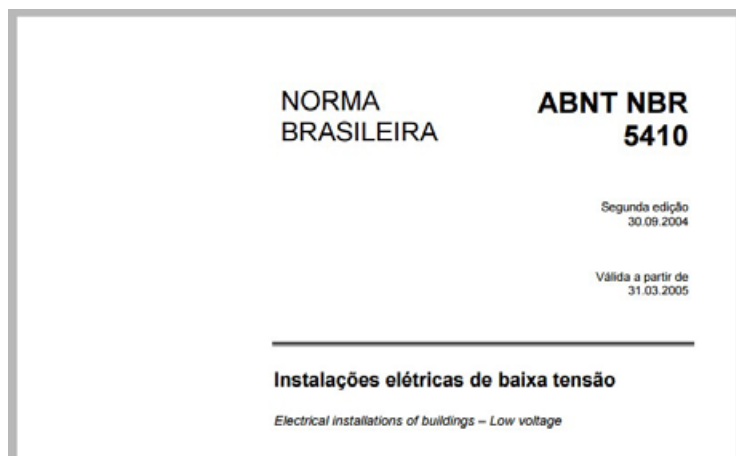 NORMA
BRASILEIRA
ABNT NBR
5410
Segunda edição
30.09.2004
Válida a partir de
31.03.2005
Instalações elétricas de baixa tensão
Electrical installations of buildings – Low voltage